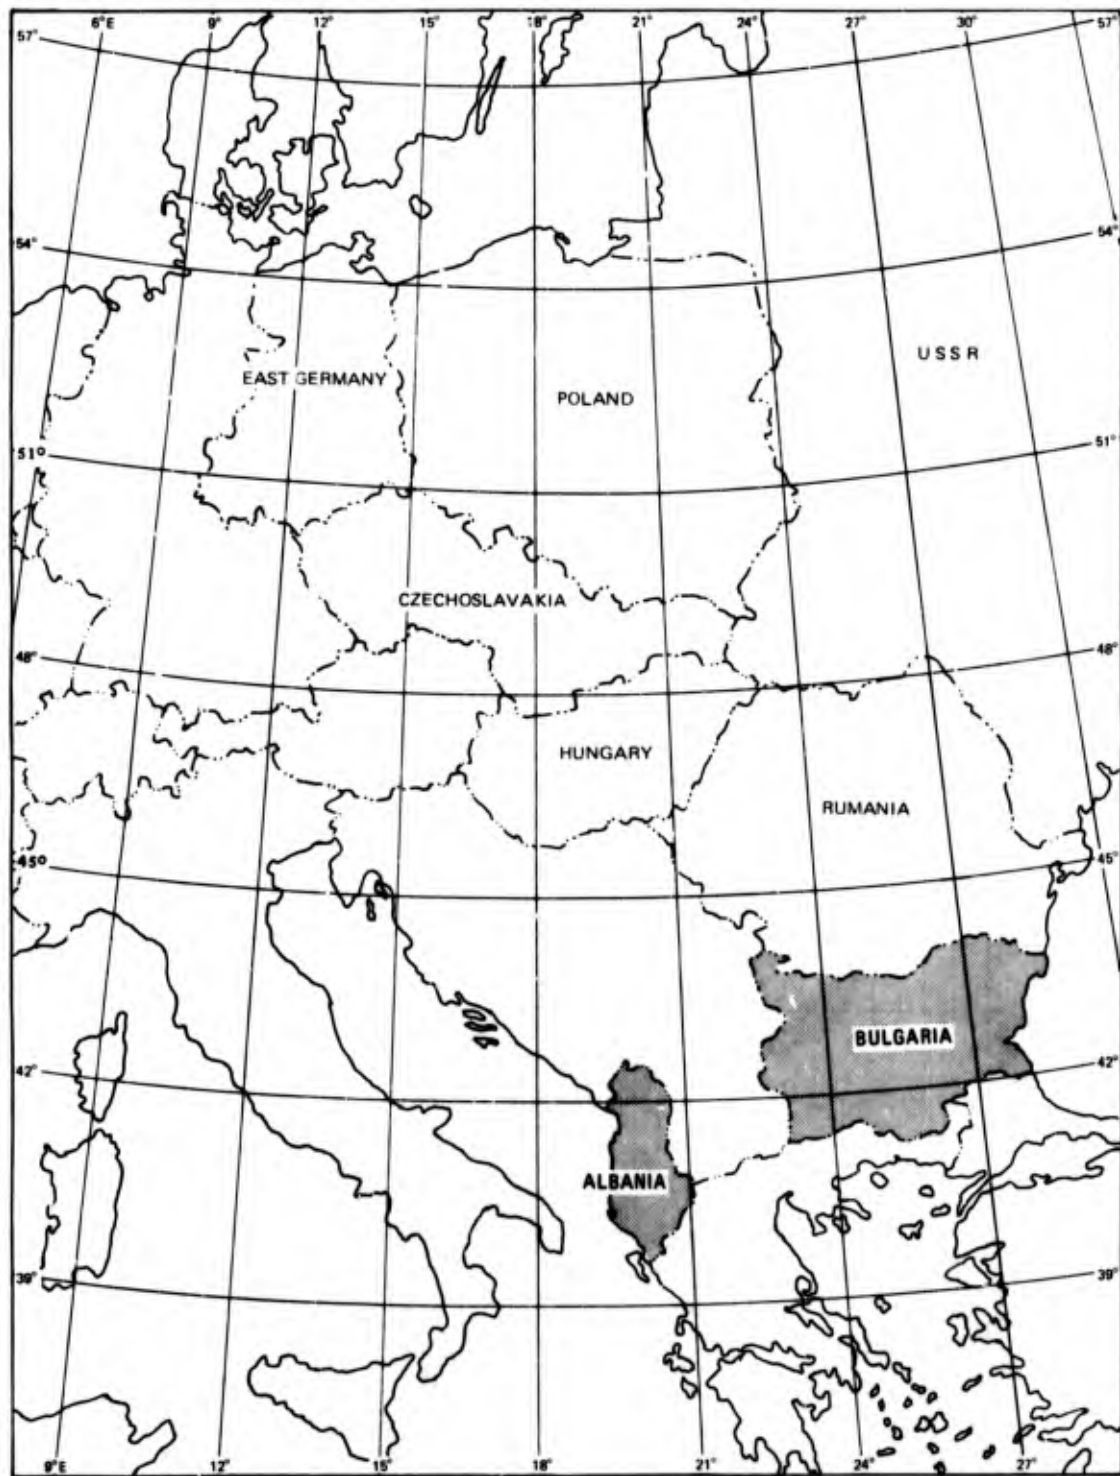 6°E 9° 12° 15° 18° 21° 24° 27° 30°
57° 57°
54° 54°
USSR
EAST GERMANY
POLAND
51° 51°
CZECHOSLAVAKIA
48° 48°
HUNGARY
RUMANIA
45° 45°
BULGARIA
42° 42°
ALBANIA
39° 39°
9°E 12° 15° 18° 21° 24° 27°